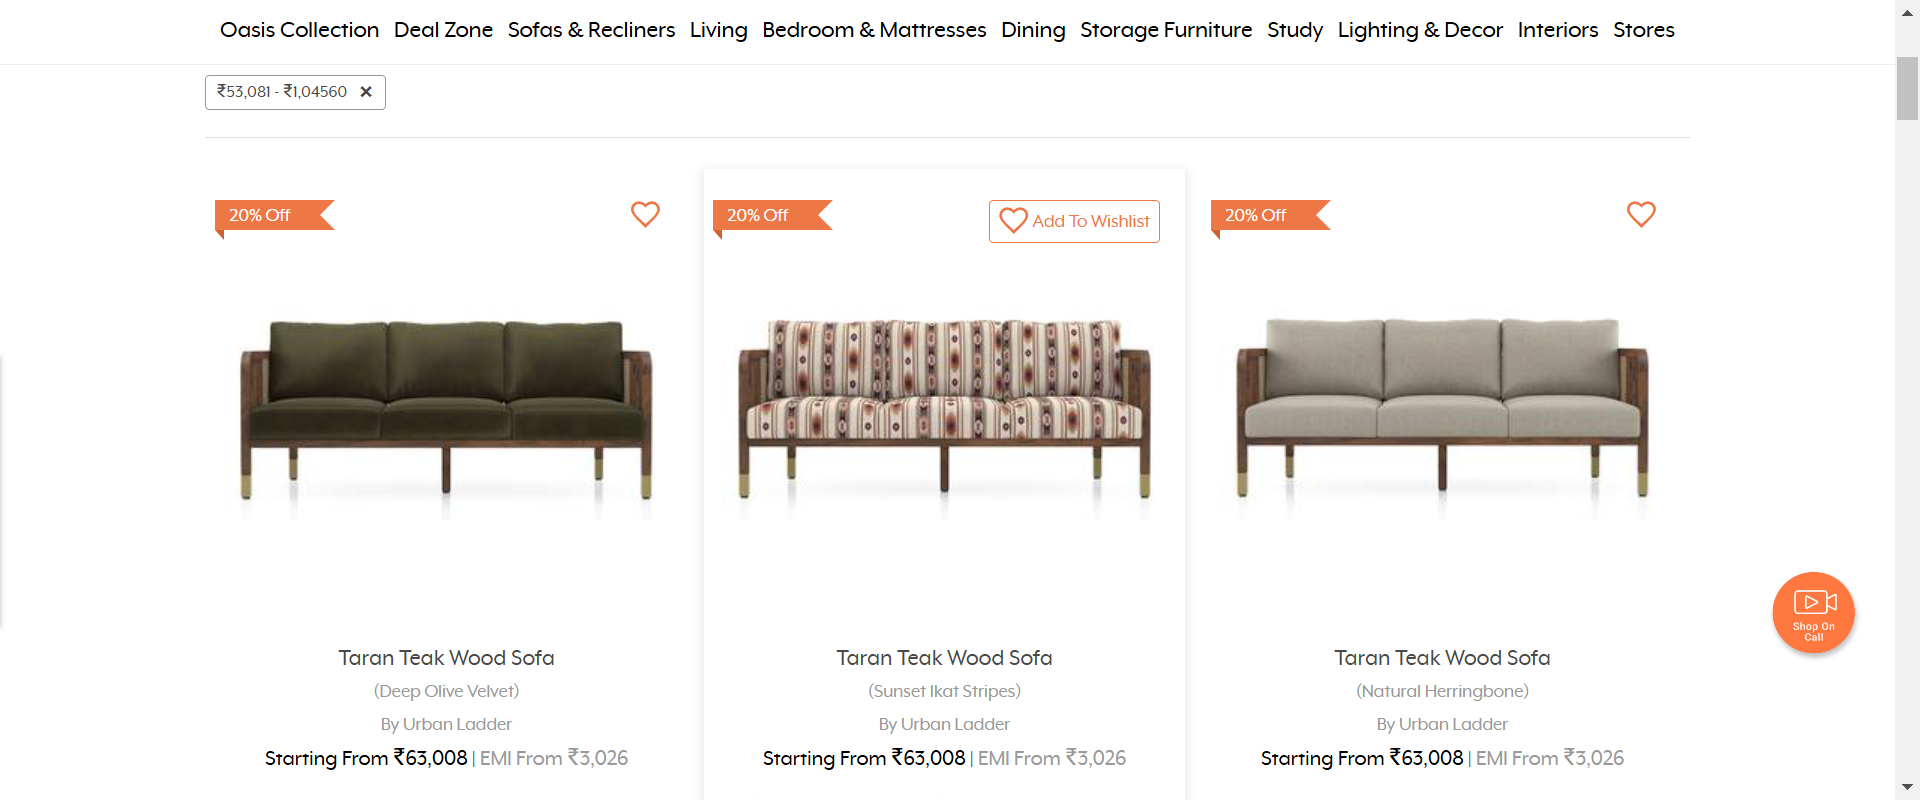 Oasis Collection Deal Zone Sofas & Recliners Living Bedroom & Mattresses Dining Storage Furniture Study Lighting & Decor Interiors Stores
₹53,081 - ₹1,04560 ✕
20% Off
20% Off Add To Wishlist
20% Off
Shop On
Call
Taran Teak Wood Sofa
(Deep Olive Velvet)
By Urban Ladder
Starting From ₹63,008 | EMI From ₹3,026
Taran Teak Wood Sofa
(Sunset Ikat Stripes)
By Urban Ladder
Starting From ₹63,008 | EMI From ₹3,026
Taran Teak Wood Sofa
(Natural Herringbone)
By Urban Ladder
Starting From ₹63,008 | EMI From ₹3,026